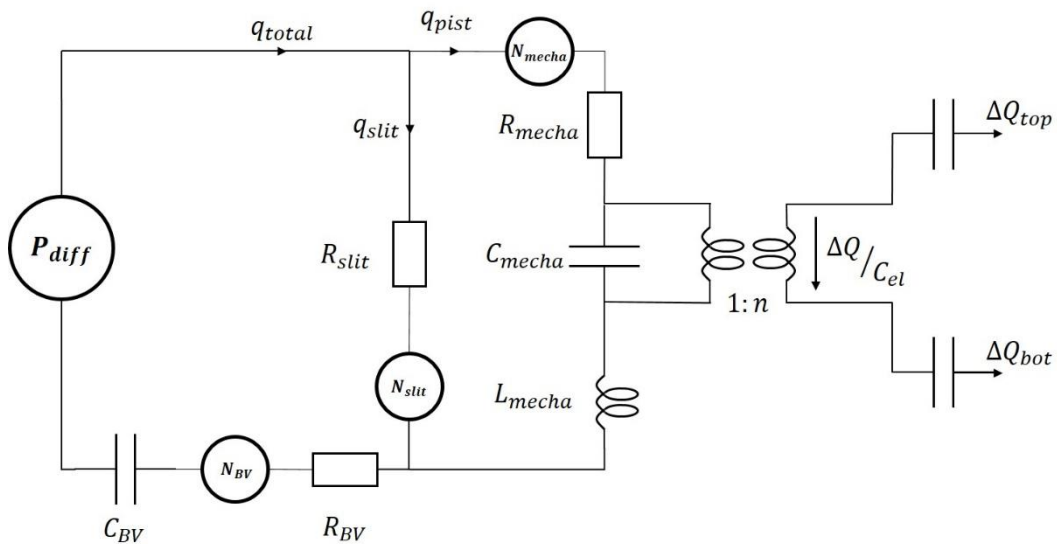 q_total
q_pist
N_mecha
R_mecha
q_slit
ΔQ_top
P_diff
R_slit
C_mecha
ΔQ/C_el
1:n
N_slit
L_mecha
ΔQ_bot
N_BV
C_BV
R_BV